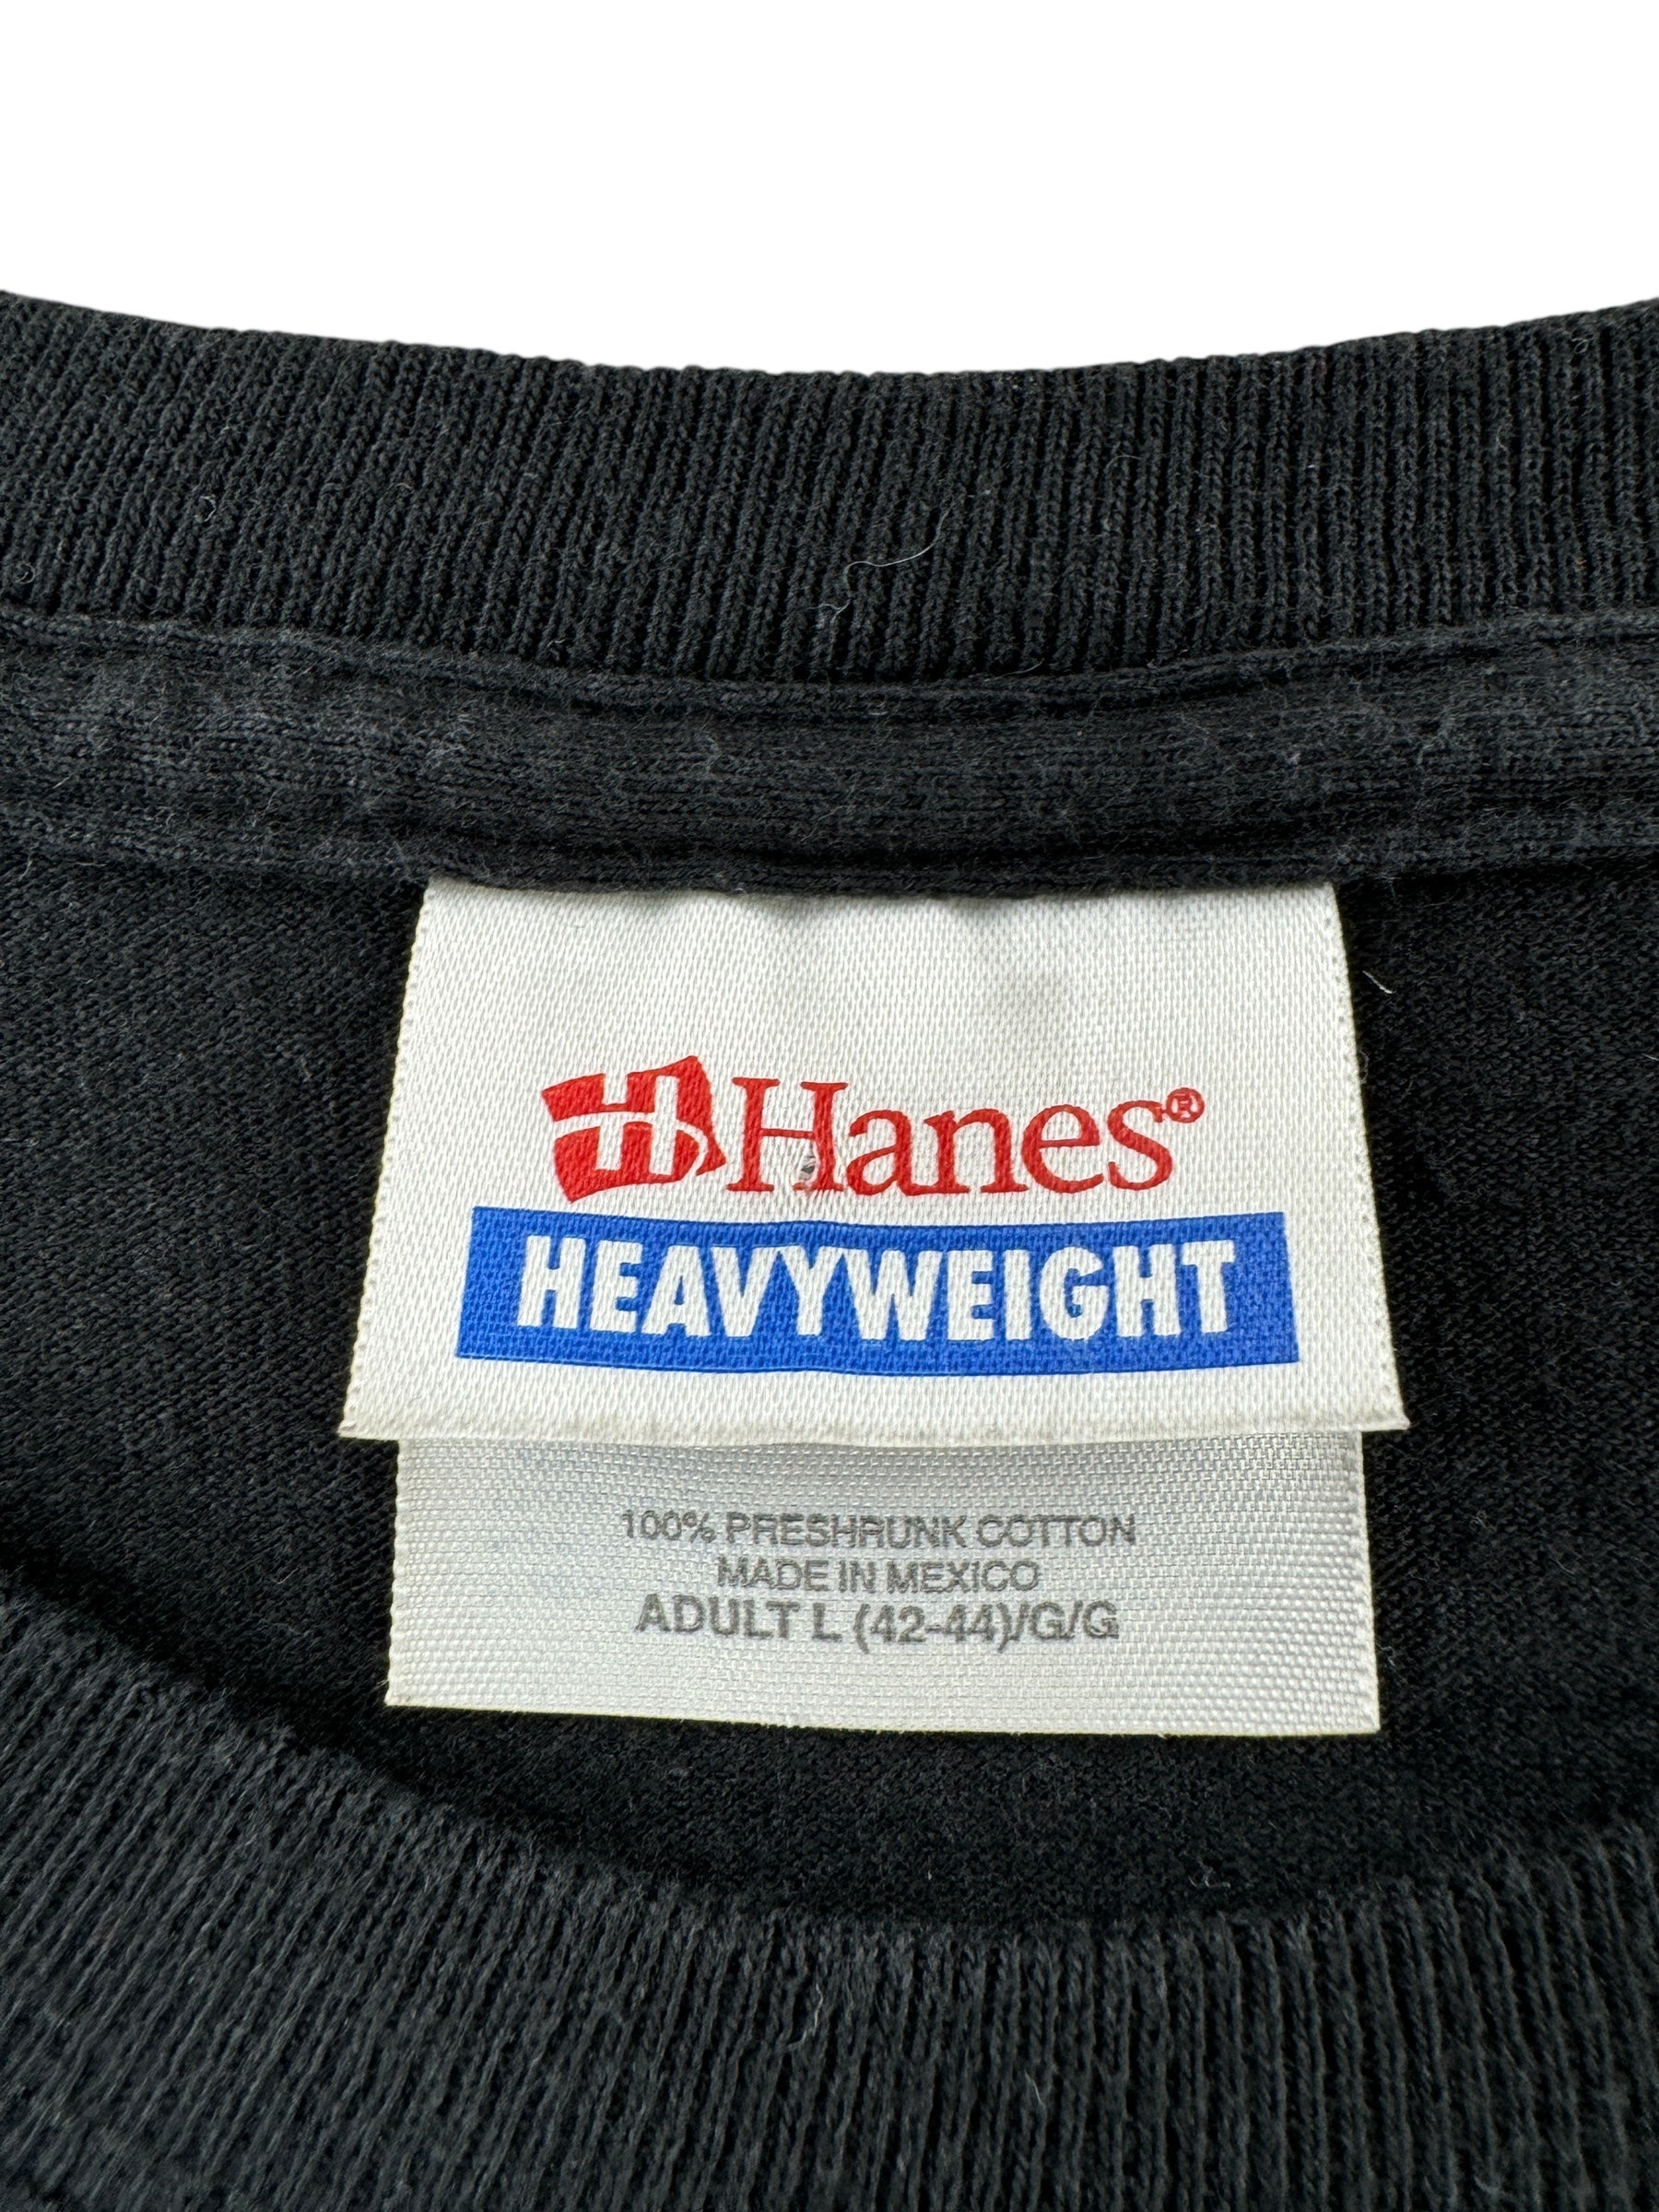 H Hanes®
HEAVYWEIGHT
100% PRESHRUNK COTTON
MADE IN MEXICO
ADULT L (42-44)/G/G